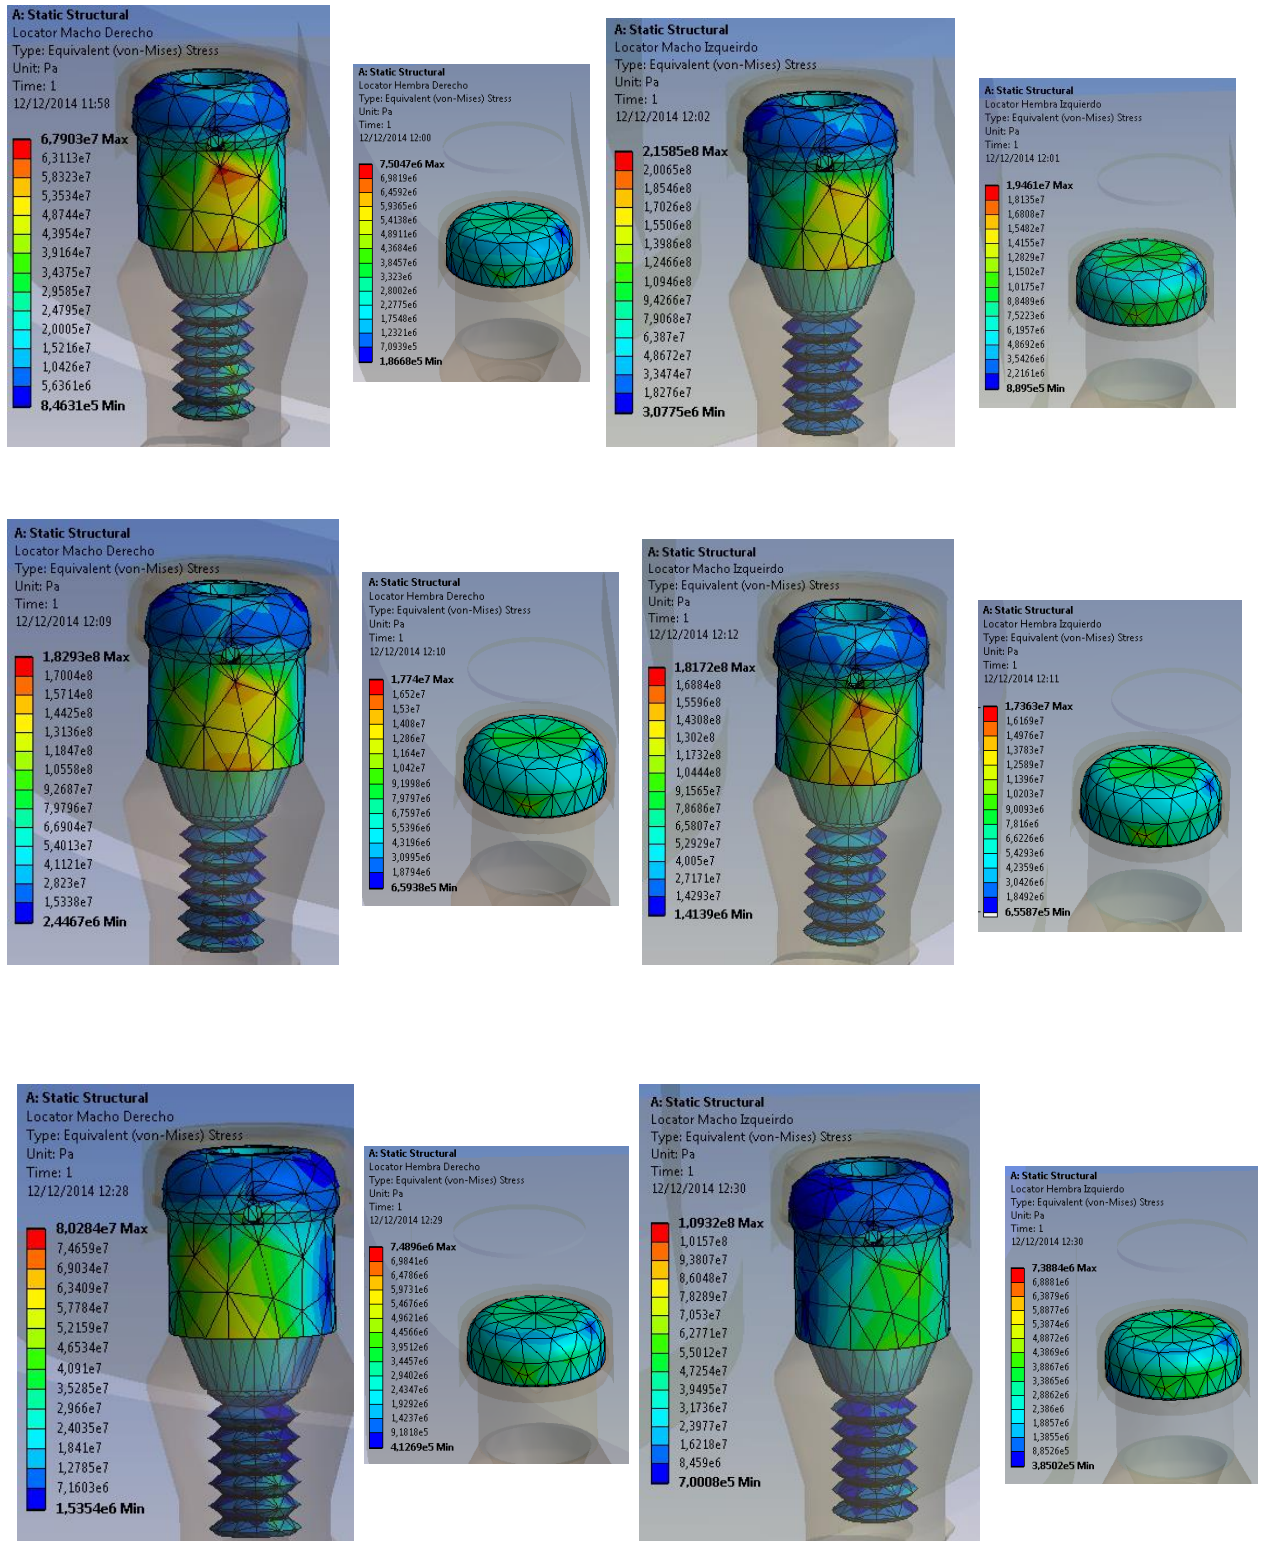 A: Static Structural
Locator Macho Derecho
Type: Equivalent (von-Mises) Stress
Unit: Pa
Time: 1
12/12/2014 11:58
6,7903e7 Max
6,3113e7
5,8323e7
5,3534e7
4,8744e7
4,3954e7
3,9164e7
3,4375e7
2,9585e7
2,4795e7
2,0005e7
1,5216e7
1,0426e7
5,6361e6
8,4631e5 Min
A: Static Structural
Locator Hembra Derecho
Type: Equivalent (von-Mises) Stress
Unit: Pa
Time: 1
12/12/2014 12:00
7,5047e6 Max
6,9819e6
6,4592e6
5,9365e6
5,4138e6
4,8911e6
4,3684e6
3,8457e6
3,323e6
2,8002e6
2,2775e6
1,7548e6
1,2321e6
7,0939e5
1,8668e5 Min
A: Static Structural
Locator Macho Izqueirdo
Type: Equivalent (von-Mises) Stress
Unit: Pa
Time: 1
12/12/2014 12:02
2,1585e8 Max
2,0065e8
1,8546e8
1,7026e8
1,5506e8
1,3986e8
1,2466e8
1,0946e8
9,4266e7
7,9068e7
6,387e7
4,8672e7
3,3474e7
1,8276e7
3,0775e6 Min
A: Static Structural
Locator Hembra Izquierdo
Type: Equivalent (von-Mises) Stress
Unit: Pa
Time: 1
12/12/2014 12:01
1,9461e7 Max
1,8135e7
1,6808e7
1,5482e7
1,4155e7
1,2829e7
1,1502e7
1,0175e7
8,8489e6
7,5223e6
6,1957e6
4,8692e6
3,5426e6
2,2161e6
8,895e5 Min
A: Static Structural
Locator Macho Derecho
Type: Equivalent (von-Mises) Stress
Unit: Pa
Time: 1
12/12/2014 12:09
1,8293e8 Max
1,7004e8
1,5714e8
1,4425e8
1,3136e8
1,1847e8
1,0558e8
9,2687e7
7,9796e7
6,6904e7
5,4013e7
4,1121e7
2,823e7
1,5338e7
2,4467e6 Min
A: Static Structural
Locator Hembra Derecho
Type: Equivalent (von-Mises) Stress
Unit: Pa
Time: 1
12/12/2014 12:10
1,774e7 Max
1,652e7
1,53e7
1,408e7
1,286e7
1,164e7
1,042e7
9,1998e6
7,9797e6
6,7597e6
5,5396e6
4,3196e6
3,0995e6
1,8794e6
6,5938e5 Min
A: Static Structural
Locator Macho Izqueirdo
Type: Equivalent (von-Mises) Stress
Unit: Pa
Time: 1
12/12/2014 12:12
1,8172e8 Max
1,6884e8
1,5596e8
1,4308e8
1,302e8
1,1732e8
1,0444e8
9,1565e7
7,8686e7
6,5807e7
5,2929e7
4,005e7
2,7171e7
1,4293e7
1,4139e6 Min
A: Static Structural
Locator Hembra Izquierdo
Type: Equivalent (von-Mises) Stress
Unit: Pa
Time: 1
12/12/2014 12:11
1,7363e7 Max
1,6169e7
1,4976e7
1,3783e7
1,2589e7
1,1396e7
1,0203e7
9,0093e6
7,816e6
6,6226e6
5,4293e6
4,2359e6
3,0426e6
1,8492e6
6,5587e5 Min
A: Static Structural
Locator Macho Derecho
Type: Equivalent (von-Mises) Stress
Unit: Pa
Time: 1
12/12/2014 12:28
8,0284e7 Max
7,4659e7
6,9034e7
6,3409e7
5,7784e7
5,2159e7
4,6534e7
4,091e7
3,5285e7
2,966e7
2,4035e7
1,841e7
1,2785e7
7,1603e6
1,5354e6 Min
A: Static Structural
Locator Hembra Derecho
Type: Equivalent (von-Mises) Stress
Unit: Pa
Time: 1
12/12/2014 12:29
7,4896e6 Max
6,9841e6
6,4786e6
5,9731e6
5,4676e6
4,9621e6
4,4566e6
3,9512e6
3,4457e6
2,9402e6
2,4347e6
1,9292e6
1,4237e6
9,1818e5
4,1269e5 Min
A: Static Structural
Locator Macho Izqueirdo
Type: Equivalent (von-Mises) Stress
Unit: Pa
Time: 1
12/12/2014 12:30
1,0932e8 Max
1,0157e8
9,3807e7
8,6048e7
7,8289e7
7,053e7
6,2771e7
5,5012e7
4,7254e7
3,9495e7
3,1736e7
2,3977e7
1,6218e7
8,459e6
7,0008e5 Min
A: Static Structural
Locator Hembra Izquierdo
Type: Equivalent (von-Mises) Stress
Unit: Pa
Time: 1
12/12/2014 12:30
7,3884e6 Max
6,8881e6
6,3879e6
5,8877e6
5,3874e6
4,8872e6
4,3869e6
3,8867e6
3,3865e6
2,8862e6
2,386e6
1,8857e6
1,3855e6
8,8526e5
3,8502e5 Min